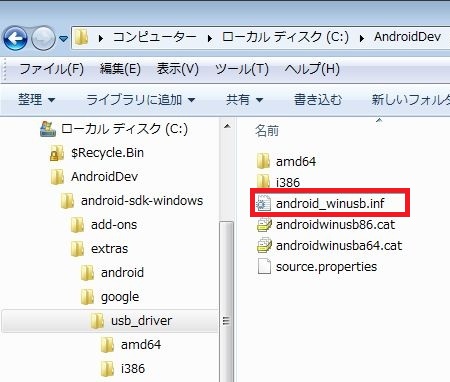 コンピューター ローカル ディスク (C:) AndroidDev
ファイル(F) 編集(E) 表示(V) ツール(T) ヘルプ(H)
整理 ライブラリに追加 共有 書き込む 新しいフォルダ
ローカル ディスク (C:)
$Recycle.Bin
AndroidDev
android-sdk-windows
add-ons
extras
android
google
usb_driver
amd64
i386
名前
amd64
i386
android_winusb.inf
androidwinusb86.cat
androidwinusba64.cat
source.properties